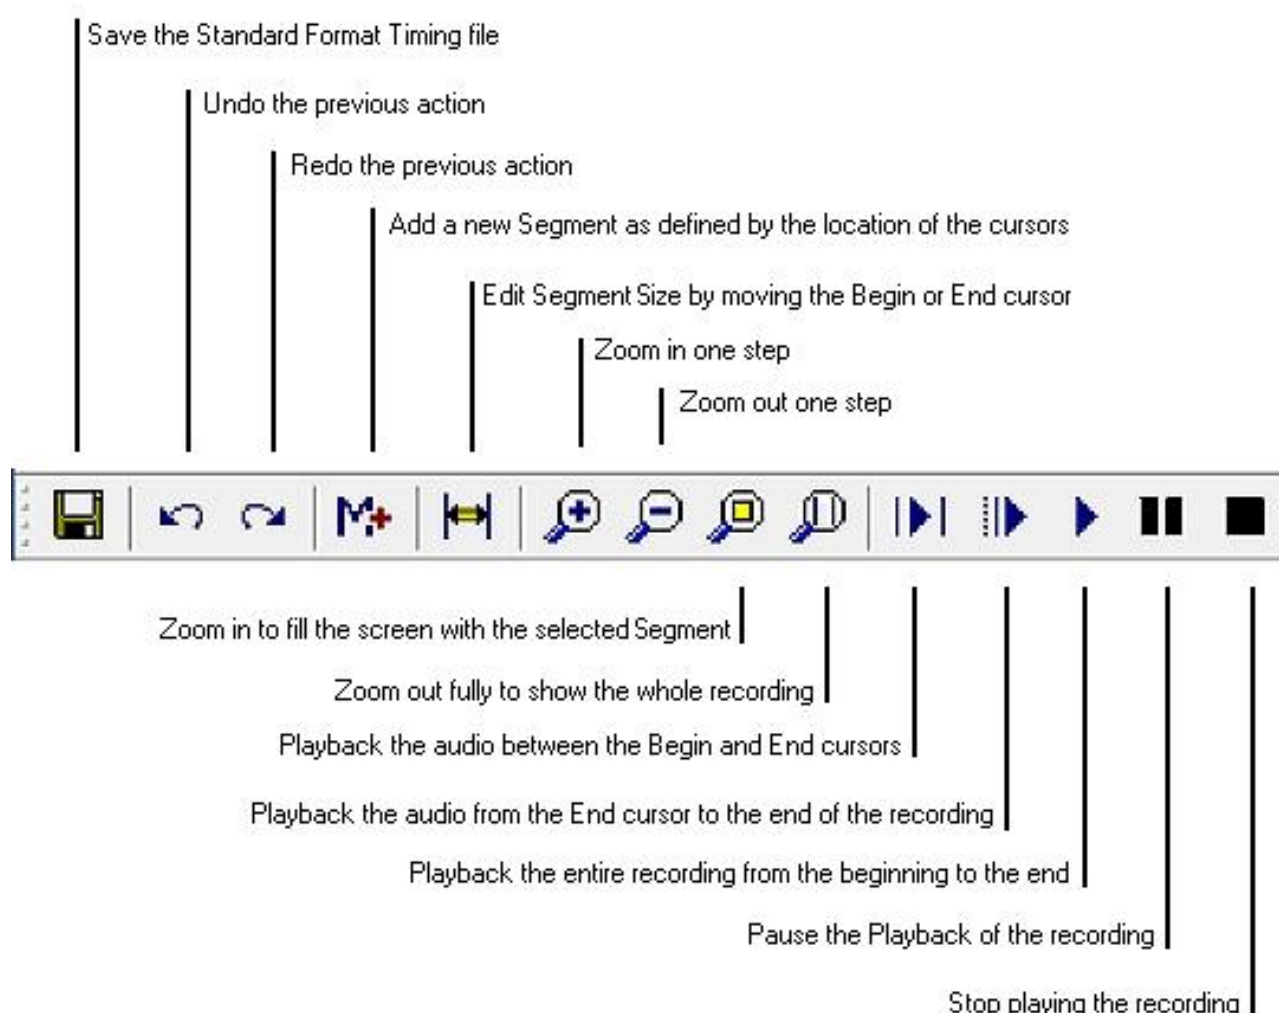 Save the Standard Format Timing file
Undo the previous action
Redo the previous action
Add a new Segment as defined by the location of the cursors
Edit Segment Size by moving the Begin or End cursor
Zoom in one step
Zoom out one step
M+
Zoom in to fill the screen with the selected Segment
Zoom out fully to show the whole recording
Playback the audio between the Begin and End cursors
Playback the audio from the End cursor to the end of the recording
Playback the entire recording from the beginning to the end
Pause the Playback of the recording
Stop playing the recording